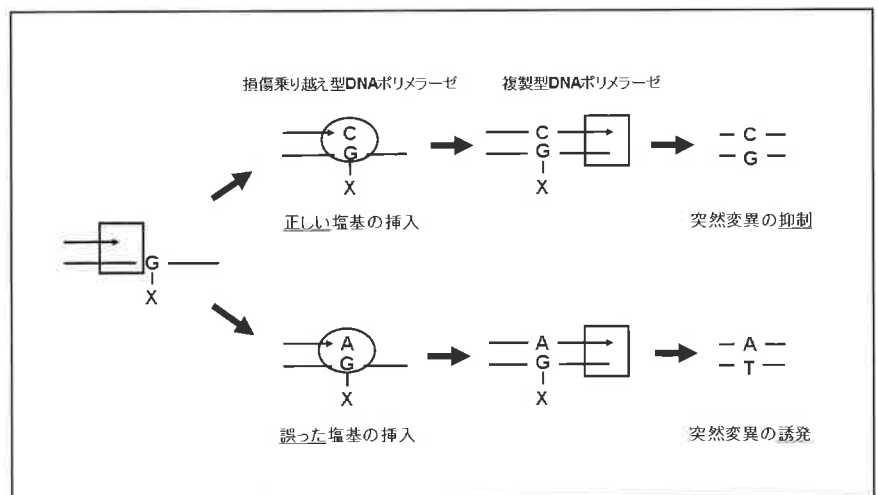 損傷乗り越え型DNAポリメラーゼ
複製型DNAポリメラーゼ
C
G
X
正しい塩基の挿入
C
G
X
C
G
突然変異の抑制
G
X
A
G
X
誤った塩基の挿入
A
G
X
A
T
突然変異の誘発